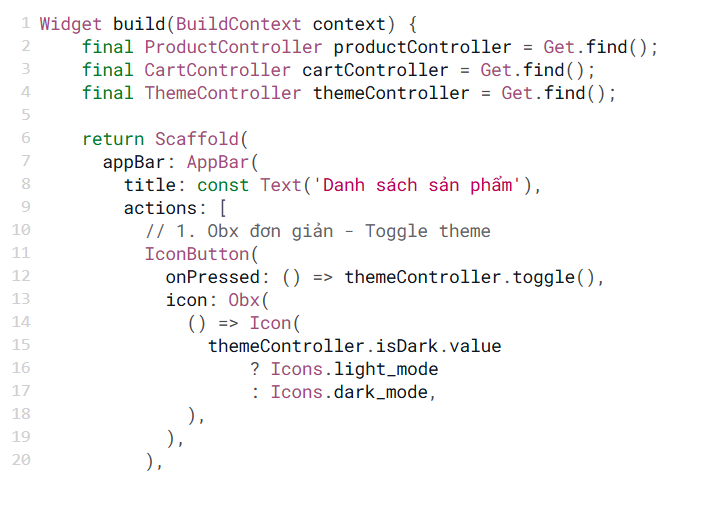 1 Widget build(BuildContext context) {
2     final ProductController productController = Get.find();
3     final CartController cartController = Get.find();
4     final ThemeController themeController = Get.find();
5
6     return Scaffold(
7       appBar: AppBar(
8         title: const Text('Danh sách sản phẩm'),
9         actions: [
10           // 1. Obx đơn giản - Toggle theme
11           IconButton(
12             onPressed: () => themeController.toggle(),
13             icon: Obx(
14               () => Icon(
15                 themeController.isDark.value
16                     ? Icons.light_mode
17                     : Icons.dark_mode,
18               ),
19             ),
20           ),